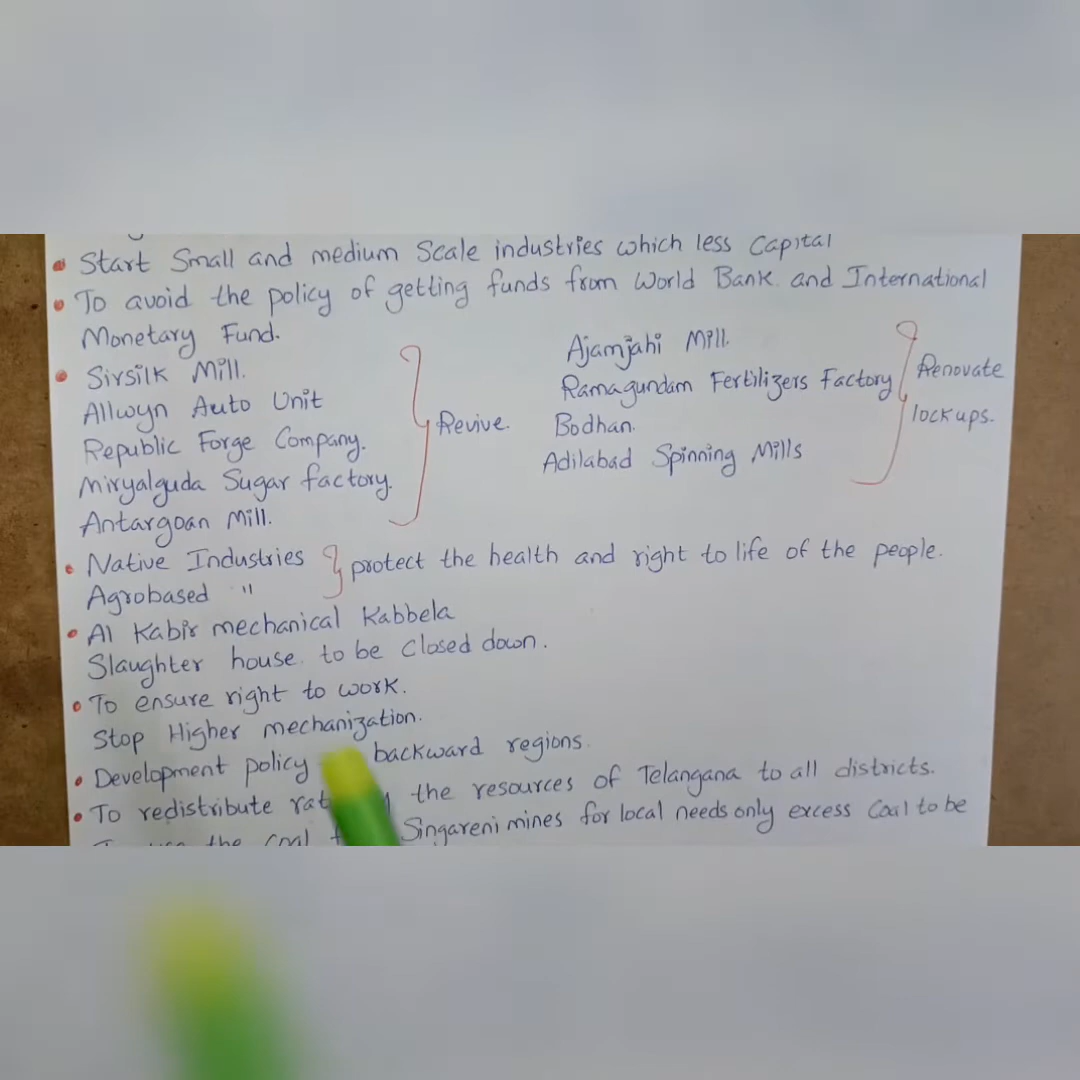 • Start Small and medium Scale industries which less Capital
• To avoid the policy of getting funds from World Bank and International
Monetary Fund.
• Sirsilk Mill.
Allwyn Auto Unit
Republic Forge Company.
Miryalguda Sugar factory.
Antargoan Mill.
Revive.
Ajamjahi Mill.
Ramagundam Fertilizers Factory
Bodhan.
Adilabad Spinning Mills
Renovate
lockups.
• Native Industries
Agrobased "
protect the health and right to life of the people.
• Al Kabir mechanical Kabbela
Slaughter house. to be Closed down.
• To ensure right to work.
Stop Higher mechanization.
• Development policy backward regions.
• To redistribute the resources of Telangana to all districts.
the Coal Singareni mines for local needs only excess Coal to be